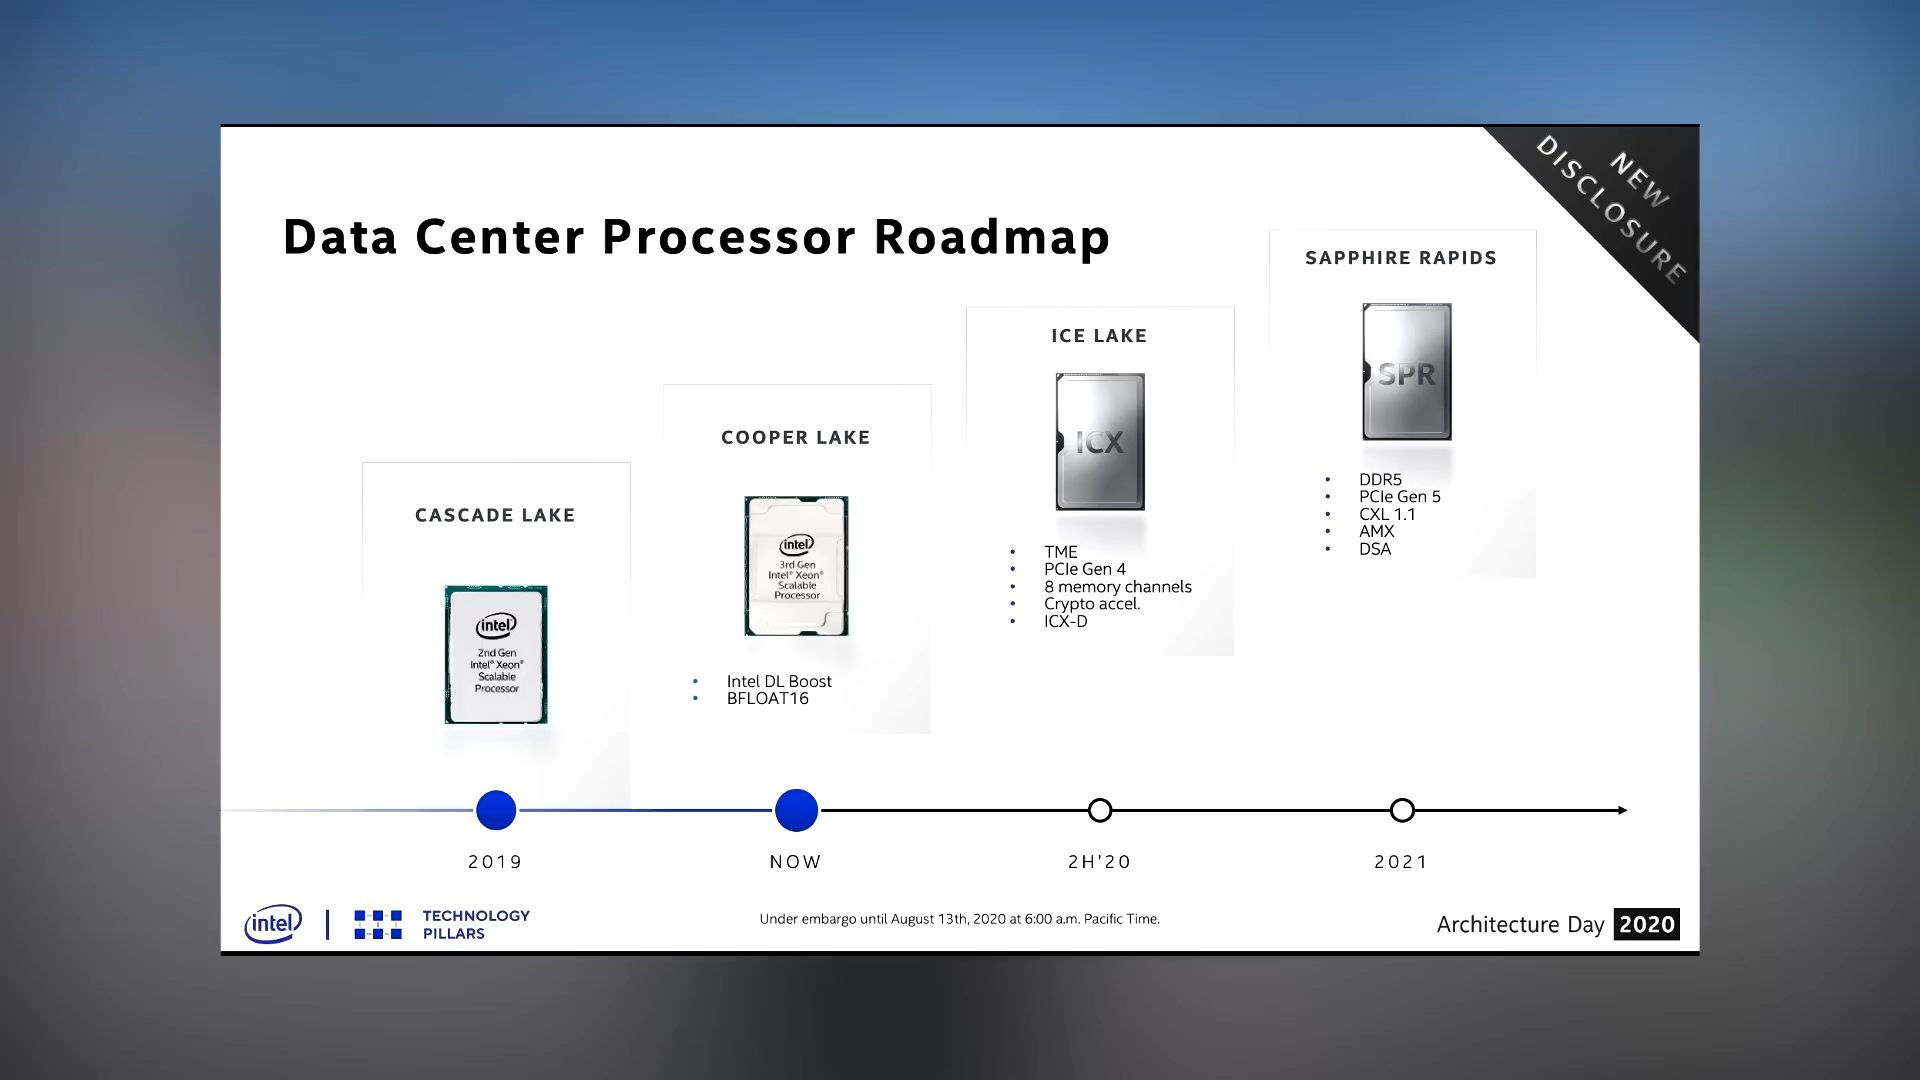 NEW
DISCLOSURE
Data Center Processor Roadmap
CASCADE LAKE
intel
2nd Gen
Intel® Xeon®
Scalable
Processor
COOPER LAKE
intel
3rd Gen
Intel® Xeon®
Scalable
Processor
• Intel DL Boost
• BFLOAT16
ICE LAKE
ICX
• TME
• PCIe Gen 4
• 8 memory channels
• Crypto accel.
• ICX-D
SAPPHIRE RAPIDS
SPR
• DDR5
• PCIe Gen 5
• CXL 1.1
• AMX
• DSA
2019
NOW
2H'20
2021
intel
TECHNOLOGY
PILLARS
Under embargo until August 13th, 2020 at 6:00 a.m. Pacific Time.
Architecture Day 2020